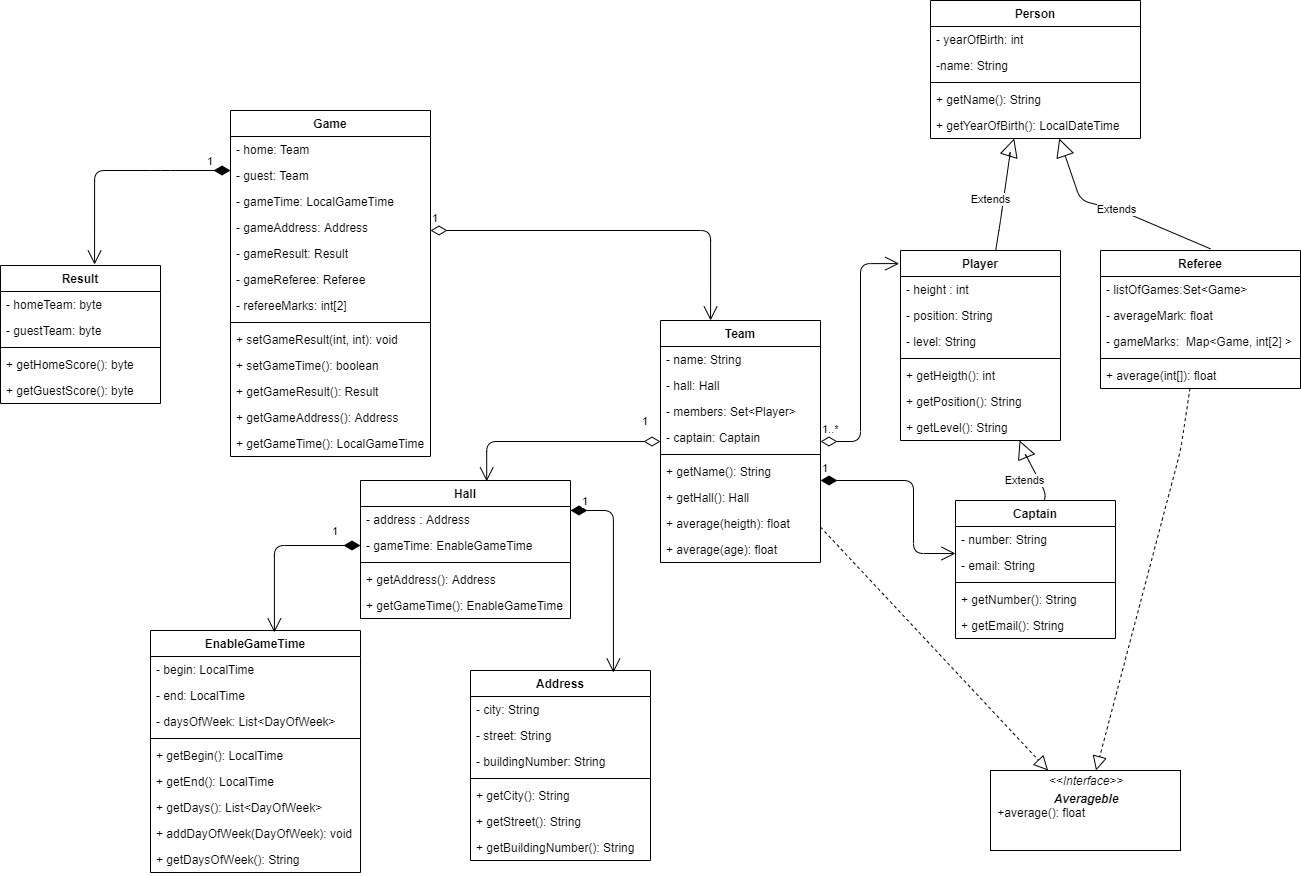 Person
- yearOfBirth: int
-name: String
+ getName(): String
+ getYearOfBirth(): LocalDateTime
Game
- home: Team
- guest: Team
- gameTime: LocalGameTime
- gameAddress: Address
- gameResult: Result
- gameReferee: Referee
- refereeMarks: int[2]
+ setGameResult(int, int): void
+ setGameTime(): boolean
+ getGameResult(): Result
+ getGameAddress(): Address
+ getGameTime(): LocalGameTime
1
1
Extends
Extends
Result
- homeTeam: byte
- guestTeam: byte
+ getHomeScore(): byte
+ getGuestScore(): byte
Player
- height : int
- position: String
- level: String
+ getHeigth(): int
+ getPosition(): String
+ getLevel(): String
Referee
- listOfGames:Set<Game>
- averageMark: float
- gameMarks:  Map<Game, int[2] >
+ average(int[]): float
Team
- name: String
- hall: Hall
- members: Set<Player>
- captain: Captain
+ getName(): String
+ getHall(): Hall
+ average(heigth): float
+ average(age): float
1
1..*
1
Extends
Hall
- address : Address
- gameTime: EnableGameTime
+ getAddress(): Address
+ getGameTime(): EnableGameTime
1
1
Captain
- number: String
- email: String
+ getNumber(): String
+ getEmail(): String
EnableGameTime
- begin: LocalTime
- end: LocalTime
- daysOfWeek: List<DayOfWeek>
+ getBegin(): LocalTime
+ getEnd(): LocalTime
+ getDays(): List<DayOfWeek>
+ addDayOfWeek(DayOfWeek): void
+ getDaysOfWeek(): String
Address
- city: String
- street: String
- buildingNumber: String
+ getCity(): String
+ getStreet(): String
+ getBuildingNumber(): String
<<Interface>>
Averageble
+average(): float